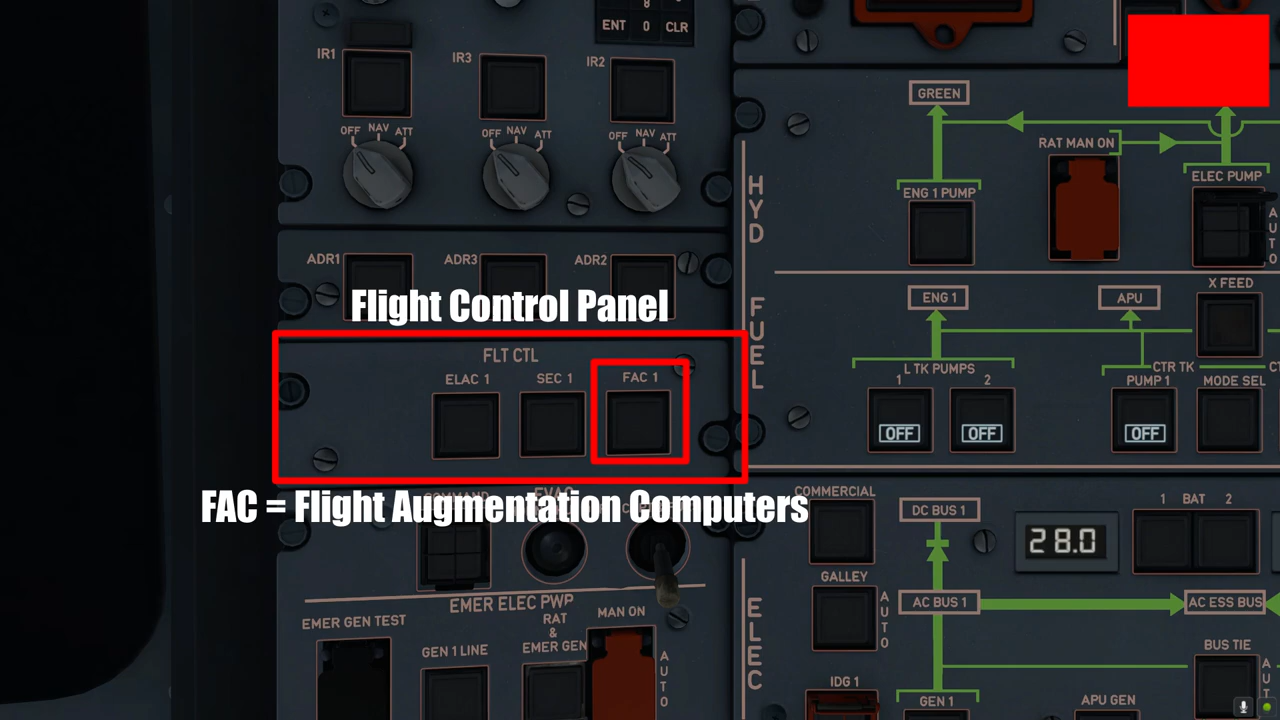 8
ENT 0 CLR
IR1
IR3
IR2
OFF NAV ATT
OFF NAV ATT
OFF NAV ATT
ADR1
ADR3
ADR2
Flight Control Panel
FLT CTL
ELAC 1
SEC 1
FAC 1
FAC = Flight Augmentation Computers
COMMAND
EVAC
EMER ELEC PWP
EMER GEN TEST
GEN 1 LINE
RAT
&
EMER GEN
MAN ON
AUTO
HYD
GREEN
ENG 1 PUMP
RAT MAN ON
ELEC PUMP
AUTO
FUEL
ENG 1
APU
X FEED
L TK PUMPS
1
2
CTR TK
PUMP 1
MODE SEL
OFF
OFF
OFF
ELEC
COMMERCIAL
DC BUS 1
28.0
1 BAT 2
GALLEY
AUTO
AC BUS 1
AC ESS BUS
IDG 1
BUS TIE
GEN 1
APU GEN